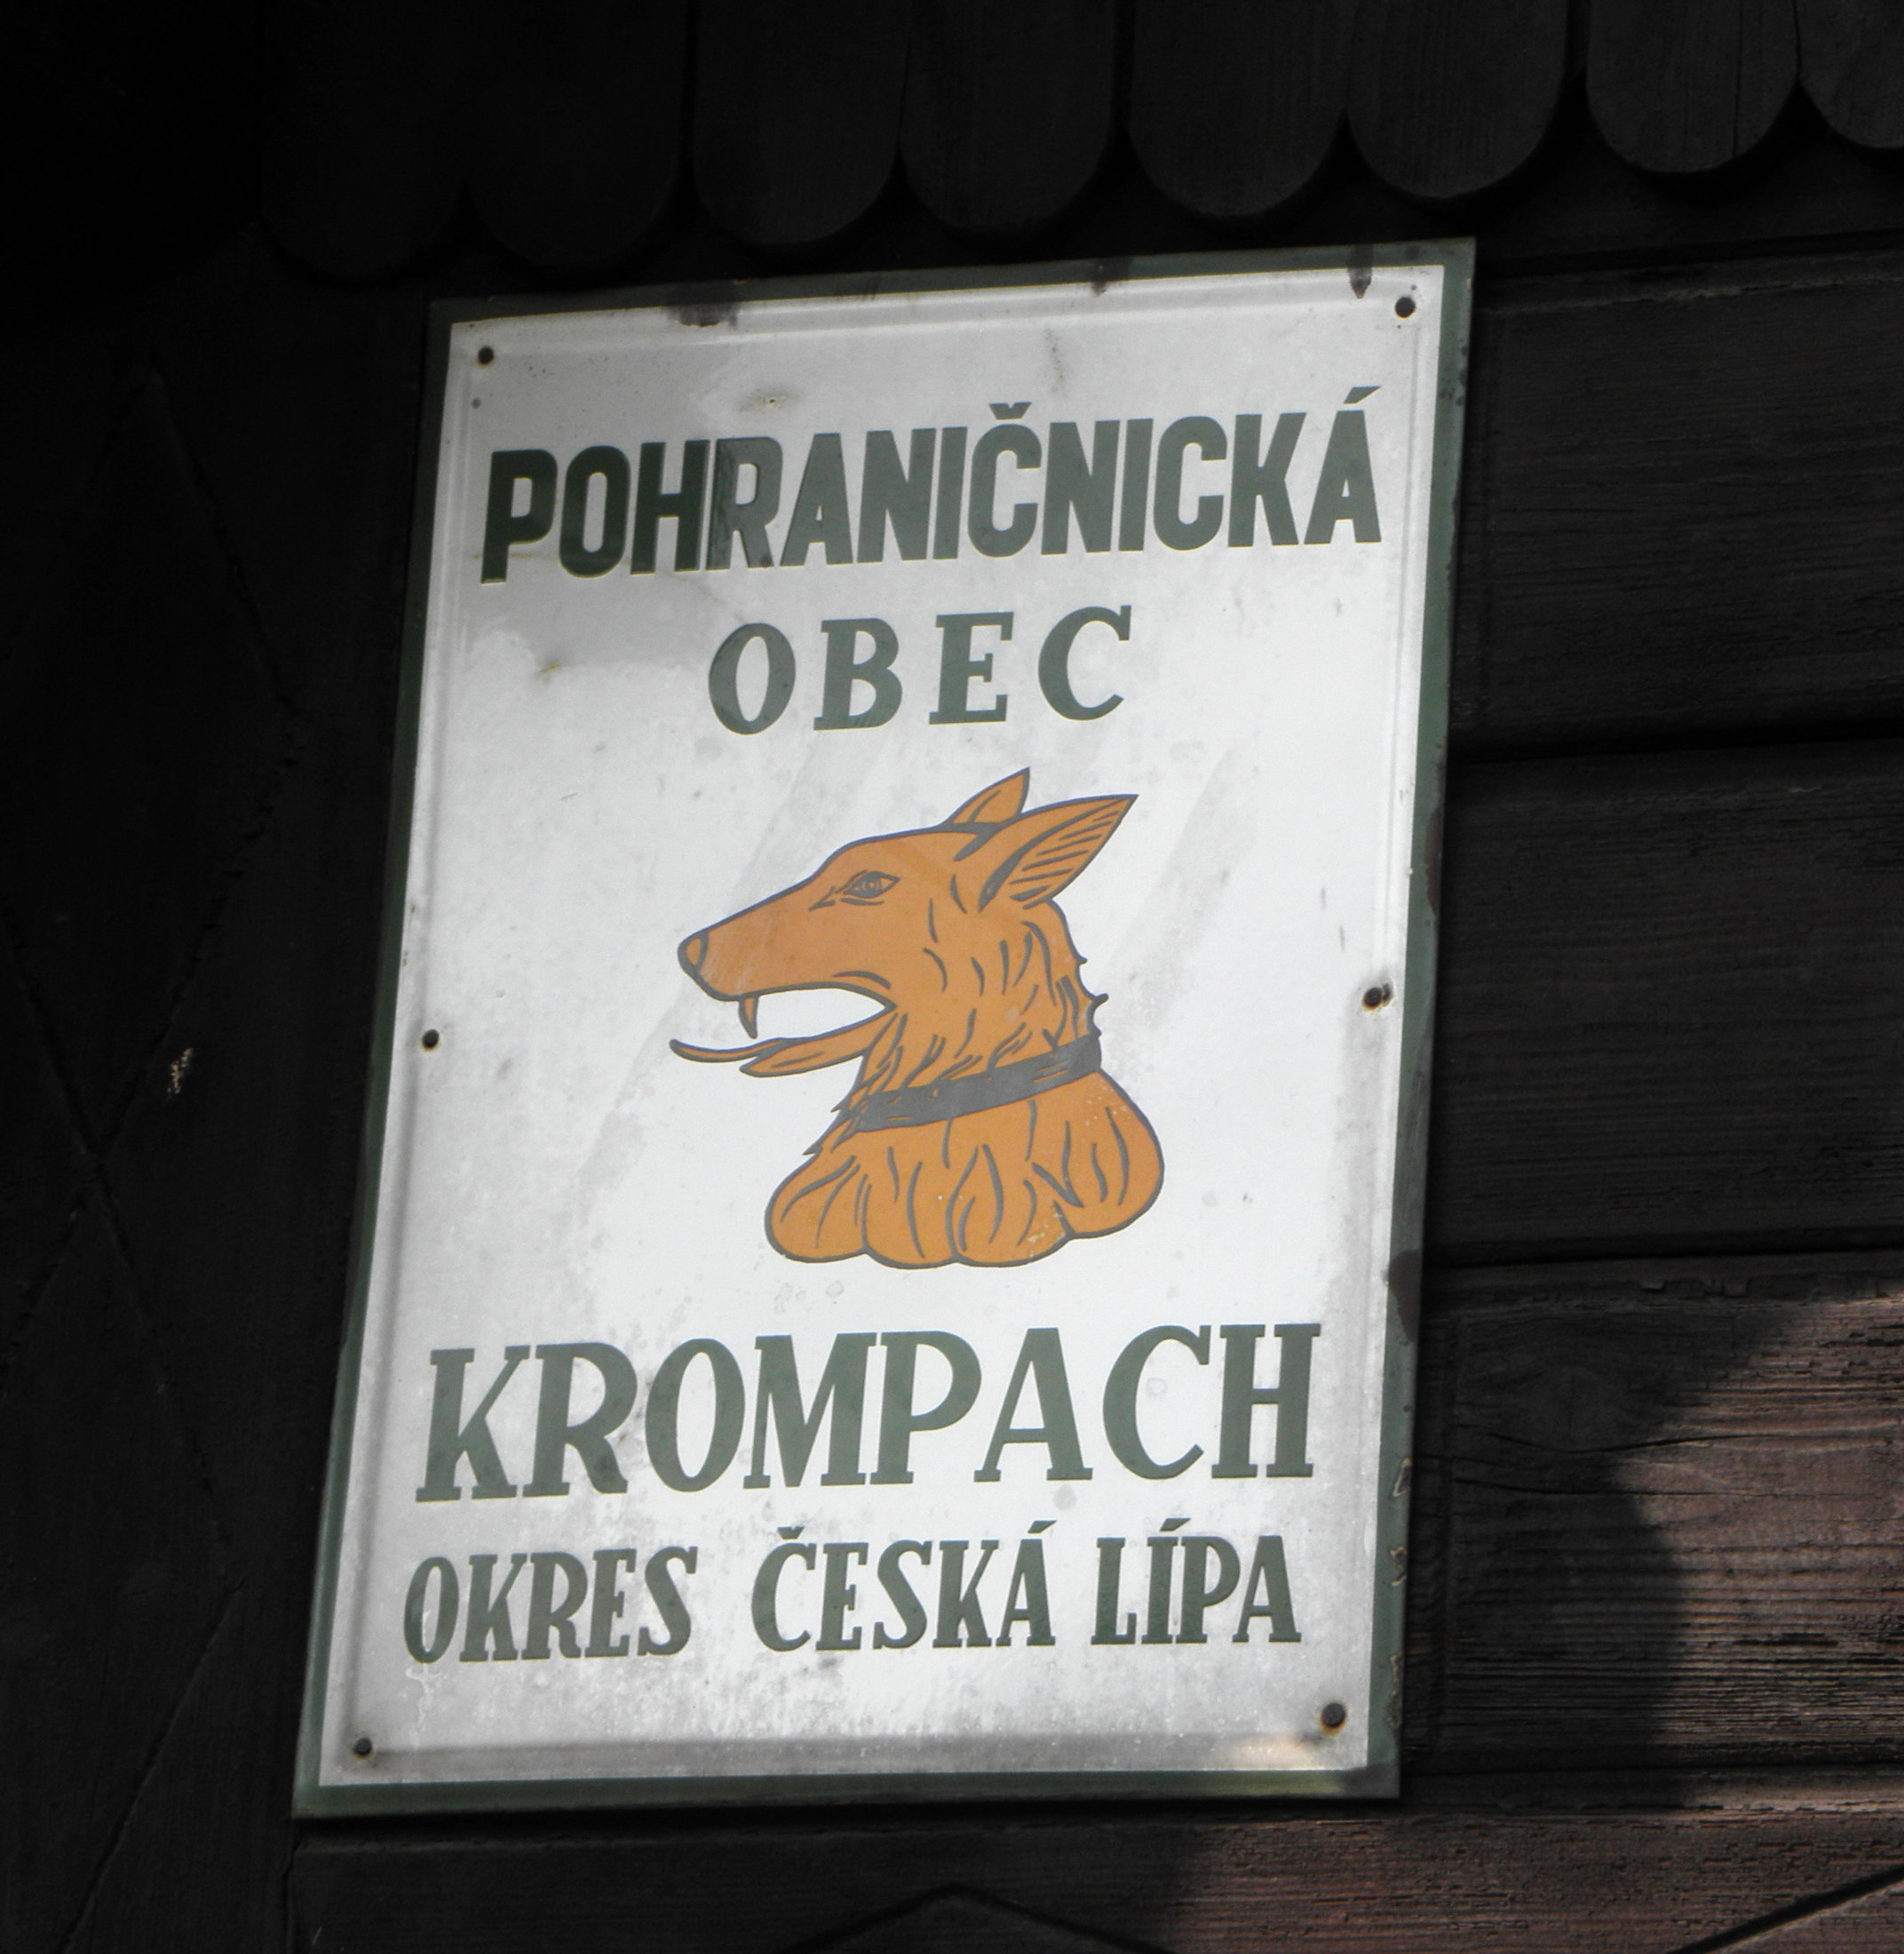 POHRANIČNICKÁ
OBEC
KROMPACH
OKRES ČESKÁ LÍPA